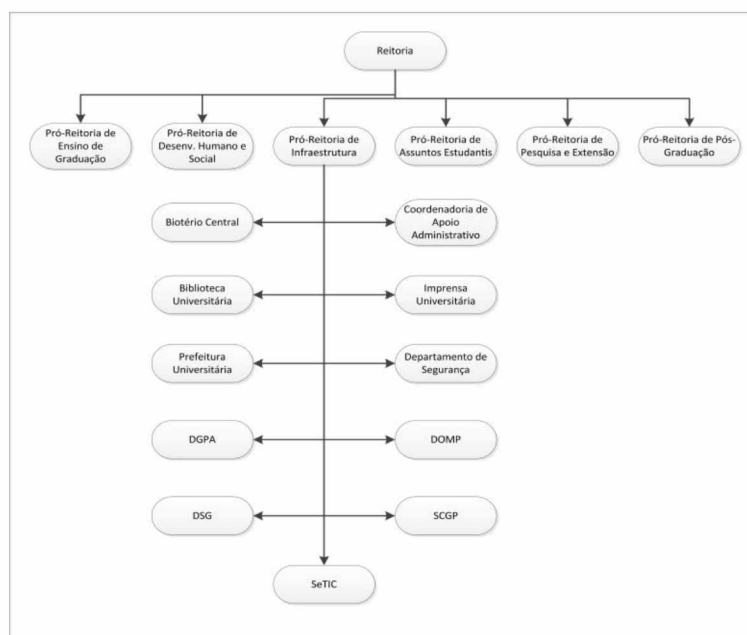 Reitoria
Pró-Reitoria de
Ensino de
Graduação
Pró-Reitoria de
Desenv. Humano e
Social
Pró-Reitoria de
Infraestrutura
Pró-Reitoria de
Assuntos Estudantis
Pró-Reitoria de
Pesquisa e Extensão
Pró-Reitoria de Pós-
Graduação
Biotério Central
Coordenadoria de
Apoio
Administrativo
Biblioteca
Universitária
Imprensa
Universitária
Prefeitura
Universitária
Departamento de
Segurança
DGPA
DOMP
DSG
SCGP
SeTIC